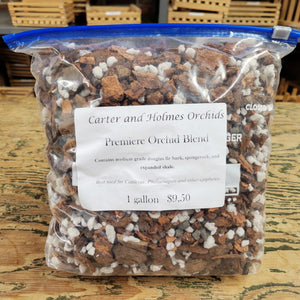 Carter and Holmes Orchids
Premiere Orchid Blend
Contains medium grade douglas fir bark, spongerock, and
expanded shale.
Best used for Cattleyas, Phalaenopsis and other epiphytes.
1 gallon $9.50